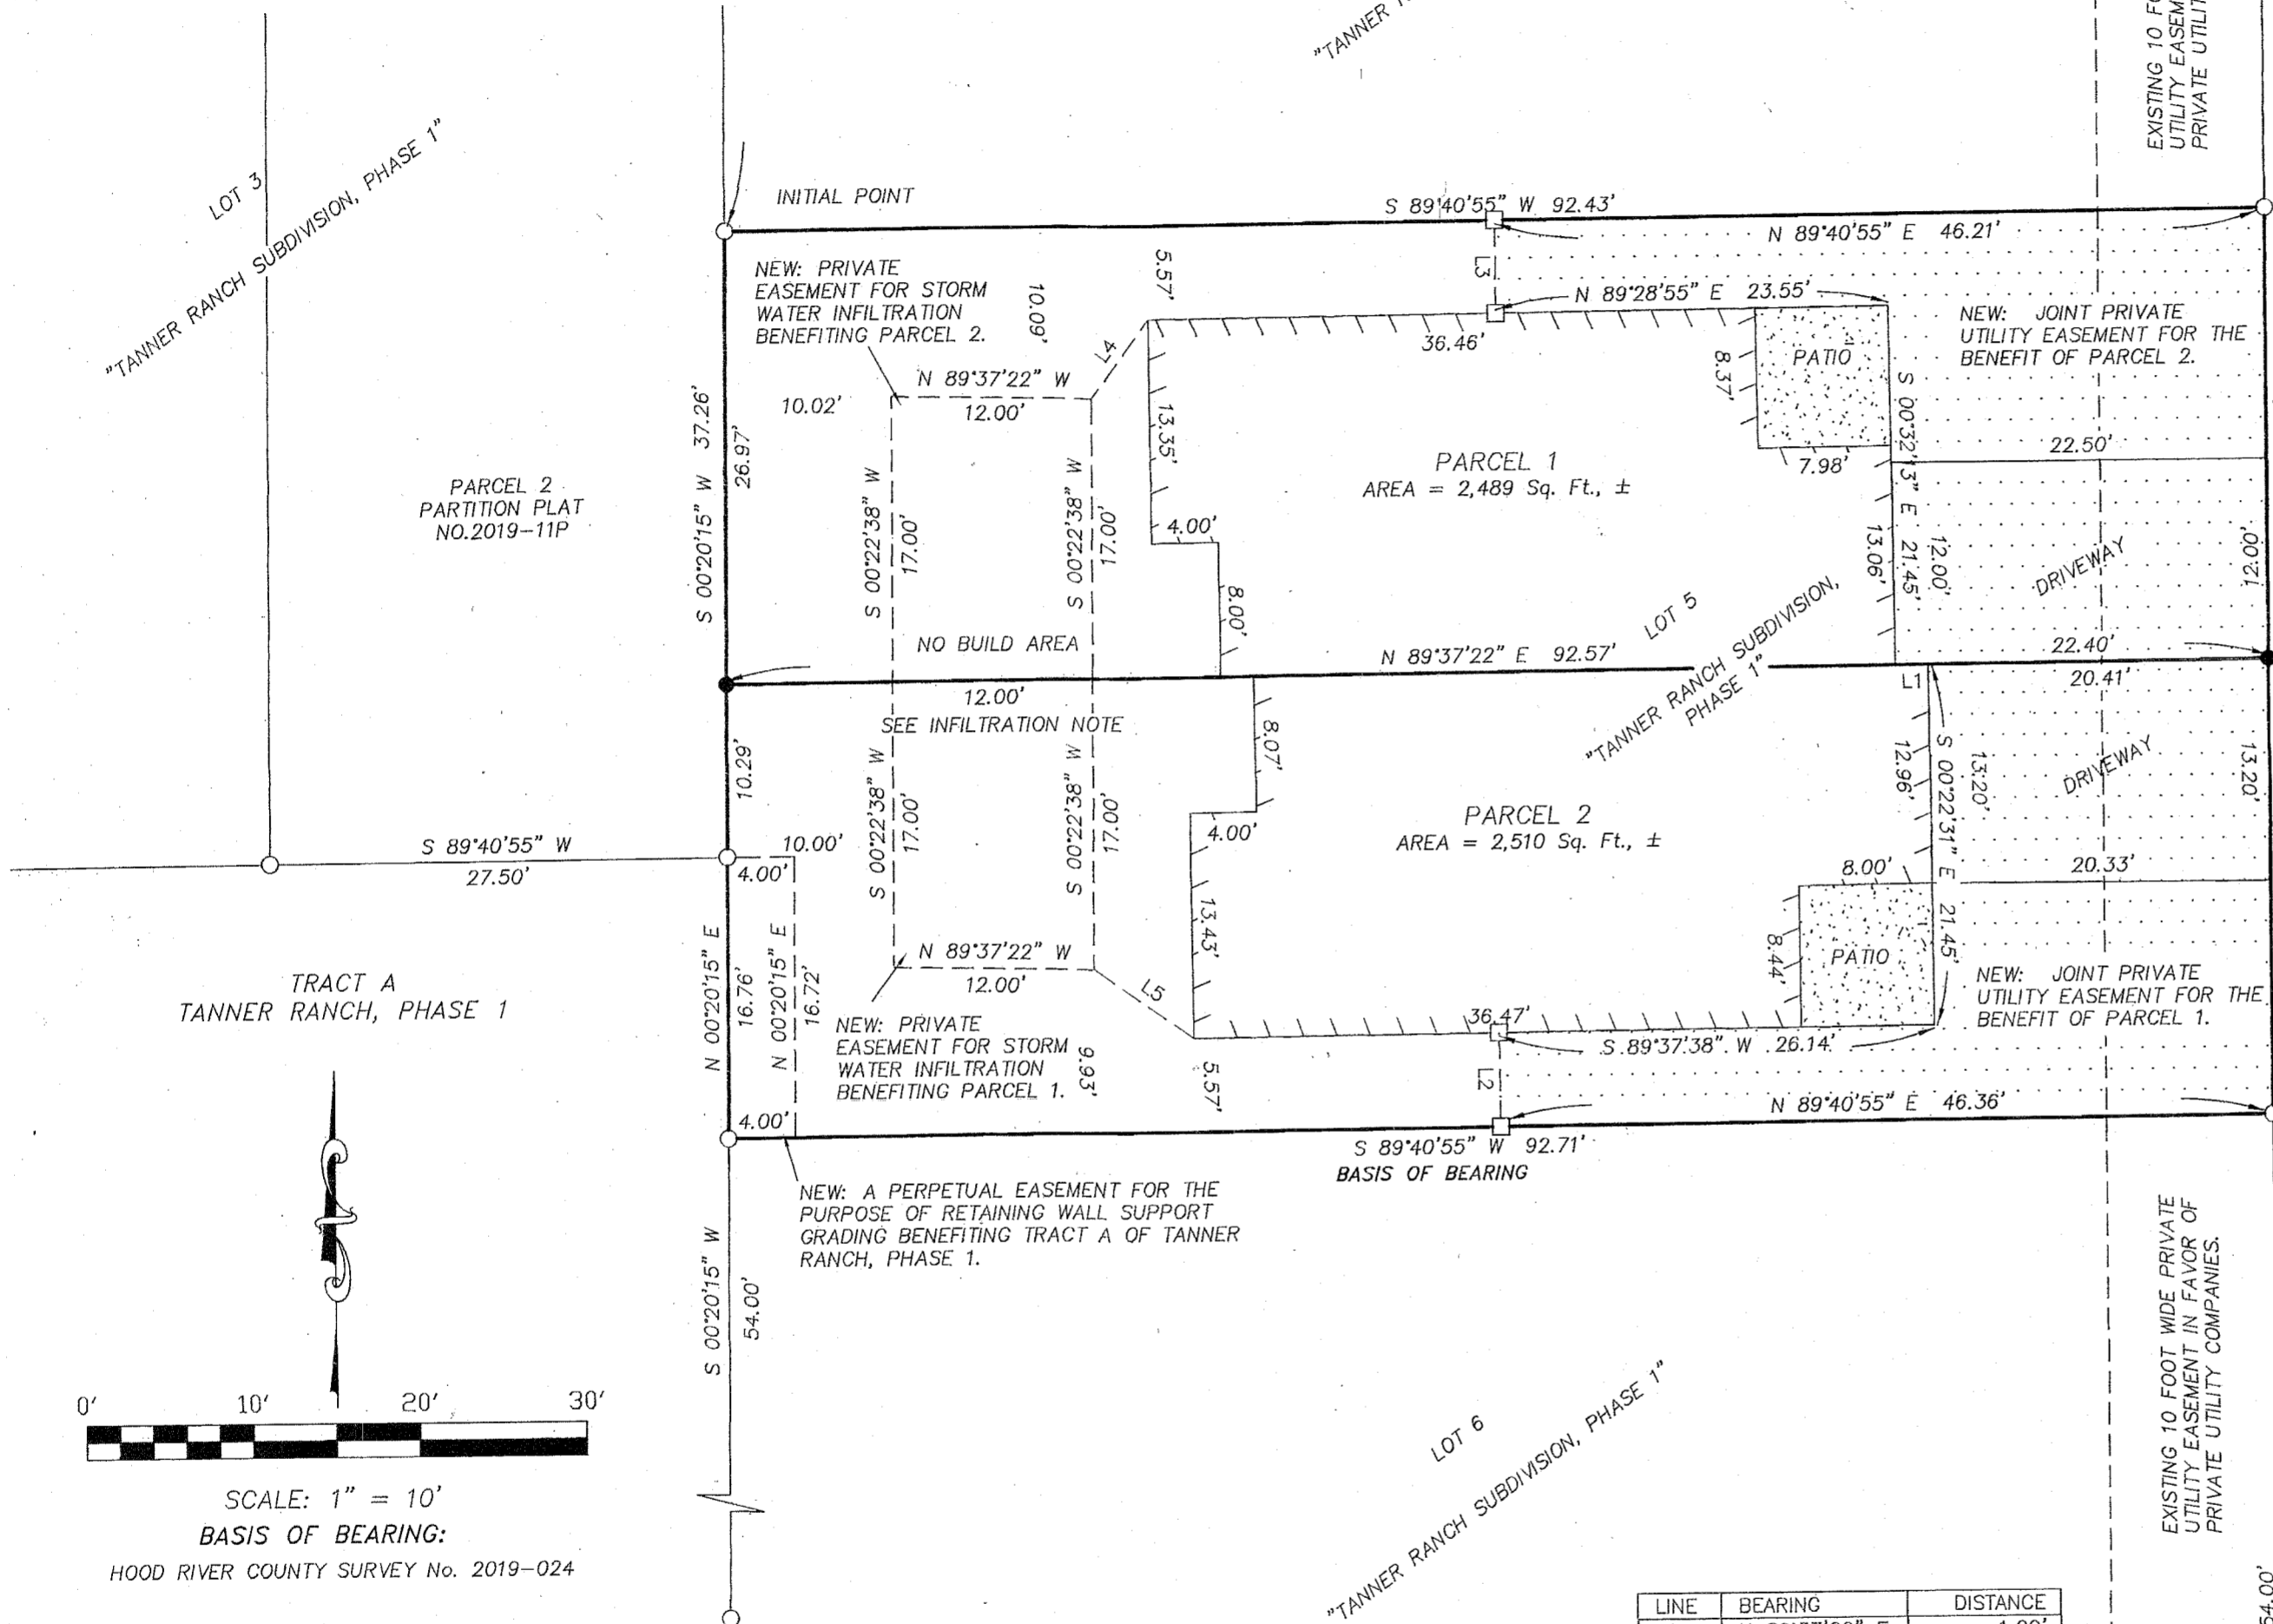 "TANNER
EXISTING 10
UTILITY EASEM
PRIVATE UTILIT
LOT 3
"TANNER RANCH SUBDIVISION, PHASE 1"
INITIAL POINT
S 89°40'55" W 92.43'
N 89°40'55" E 46.21'
NEW: PRIVATE
EASEMENT FOR STORM
WATER INFILTRATION
BENEFITING PARCEL 2.
10.09'
5.57'
L3
L4
N 89°28'55" E 23.55'
36.46'
NEW: JOINT PRIVATE
UTILITY EASEMENT FOR THE
BENEFIT OF PARCEL 2.
PATIO
8.37'
7.98'
N 89°37'22" W
12.00'
10.02'
S 00°20'15" W 37.26'
26.97'
S 00°22'38" W
17.00'
S 00°22'38" W
17.00'
13.35'
4.00'
8.00'
PARCEL 1
AREA = 2,489 Sq. Ft., ±
S 00°32'13" E 21.45'
22.50'
13.06'
12.00'
DRIVEWAY
12.00'
PARCEL 2
PARTITION PLAT
NO.2019-11P
NO BUILD AREA
LOT 5
"TANNER RANCH SUBDIVISION,
PHASE 1"
N 89°37'22" E 92.57'
22.40'
12.00'
SEE INFILTRATION NOTE
L1
20.41'
10.29'
S 00°22'38" W
17.00'
S 00°22'38" W
17.00'
8.07'
4.00'
13.43'
PARCEL 2
AREA = 2,510 Sq. Ft., ±
12.96'
S 00°22'31" E 21.45'
13.20'
DRIVEWAY
13.20'
8.00'
20.33'
8.44'
PATIO
S 89°40'55" W
27.50'
10.00'
4.00'
TRACT A
TANNER RANCH, PHASE 1
N 00°20'15" E
16.76'
N 00°20'15" E
16.72'
4.00'
N 89°37'22" W
12.00'
L5
NEW: PRIVATE
EASEMENT FOR STORM
WATER INFILTRATION
BENEFITING PARCEL 1.
9.93'
5.57'
36.47'
S 89°37'38" W 26.14'
L2
NEW: JOINT PRIVATE
UTILITY EASEMENT FOR THE
BENEFIT OF PARCEL 1.
N 89°40'55" E 46.36'
S 89°40'55" W 92.71'
BASIS OF BEARING
NEW: A PERPETUAL EASEMENT FOR THE
PURPOSE OF RETAINING WALL SUPPORT
GRADING BENEFITING TRACT A OF TANNER
RANCH, PHASE 1.
S 00°20'15" W
54.00'
EXISTING 10 FOOT WIDE PRIVATE
UTILITY EASEMENT IN FAVOR OF
PRIVATE UTILITY COMPANIES.
LOT 6
"TANNER RANCH SUBDIVISION, PHASE 1"
0' 10' 20' 30'
SCALE: 1" = 10'
BASIS OF BEARING:
HOOD RIVER COUNTY SURVEY No. 2019-024
LINE BEARING DISTANCE
54.00'